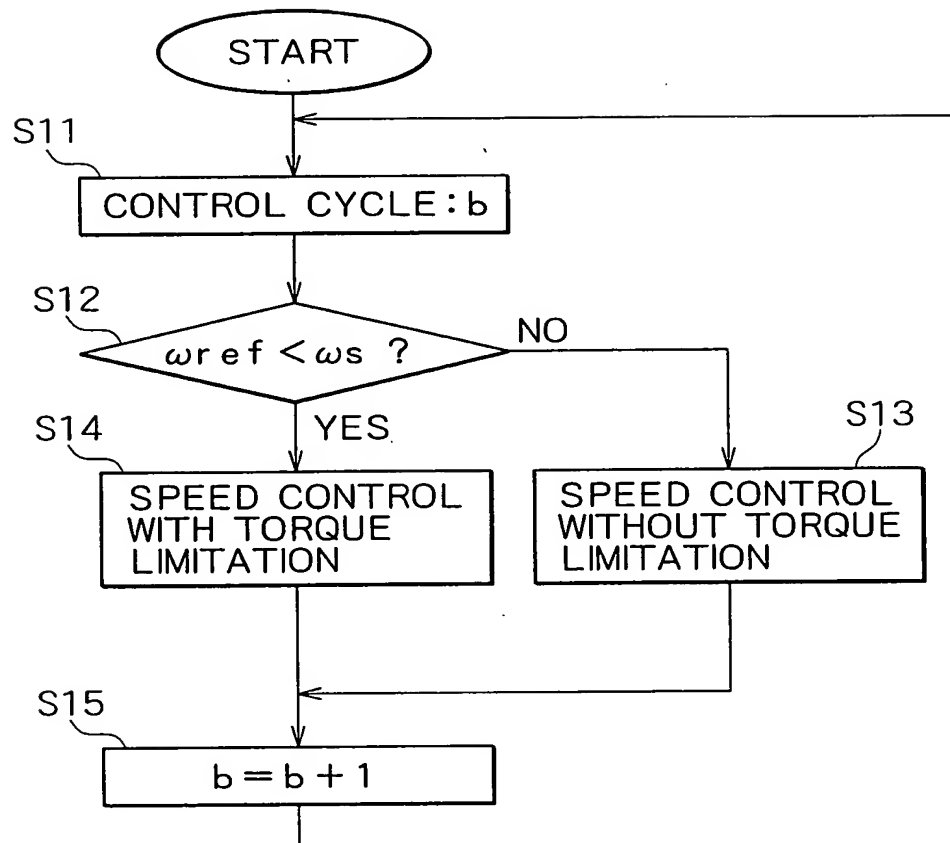 START
S11
CONTROL CYCLE:b
S12
ωref<ωs ?
NO
YES
S14
SPEED CONTROL
WITH TORQUE
LIMITATION
S13
SPEED CONTROL
WITHOUT TORQUE
LIMITATION
S15
b=b+1